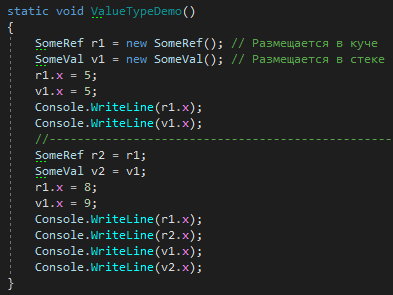 static void ValueTypeDemo()
{
SomeRef r1 = new SomeRef(); // Размещается в куче
SomeVal v1 = new SomeVal(); // Размещается в стеке
r1.x = 5;
v1.x = 5;
Console.WriteLine(r1.x);
Console.WriteLine(v1.x);
//-------------------------------------------
SomeRef r2 = r1;
SomeVal v2 = v1;
r1.x = 8;
v1.x = 9;
Console.WriteLine(r1.x);
Console.WriteLine(r2.x);
Console.WriteLine(v1.x);
Console.WriteLine(v2.x);
}